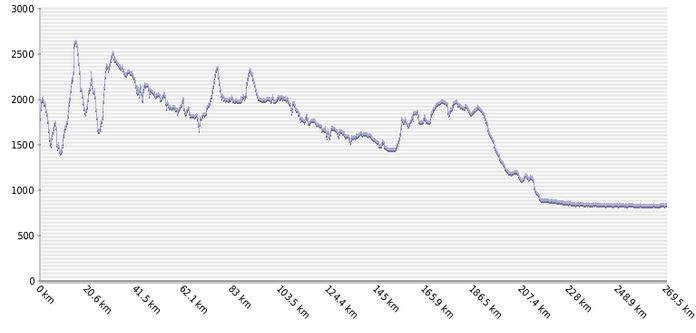 3000
2500
2000
1500
1000
500
0
0 km
20.6 km
41.5 km
62.1 km
83 km
103.5 km
124.4 km
145 km
165.9 km
186.5 km
207.4 km
228 km
248.9 km
269.5 km